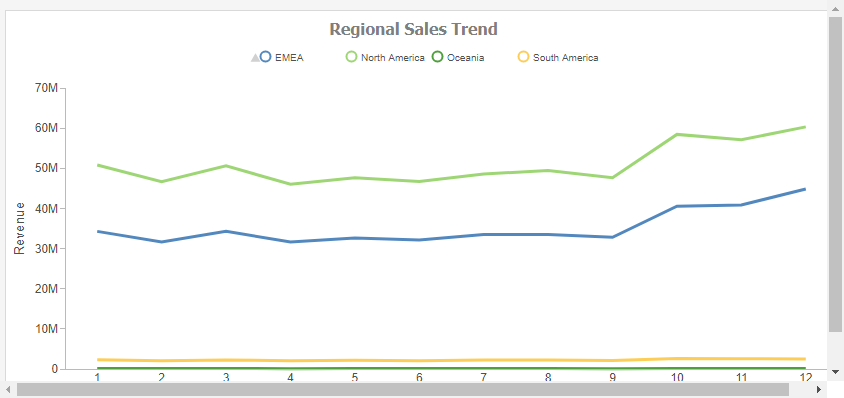 Regional Sales Trend
EMEA North America Oceania South America
70M
60M
50M
40M
30M
20M
10M
0
Revenue
1 2 3 4 5 6 7 8 9 10 11 12